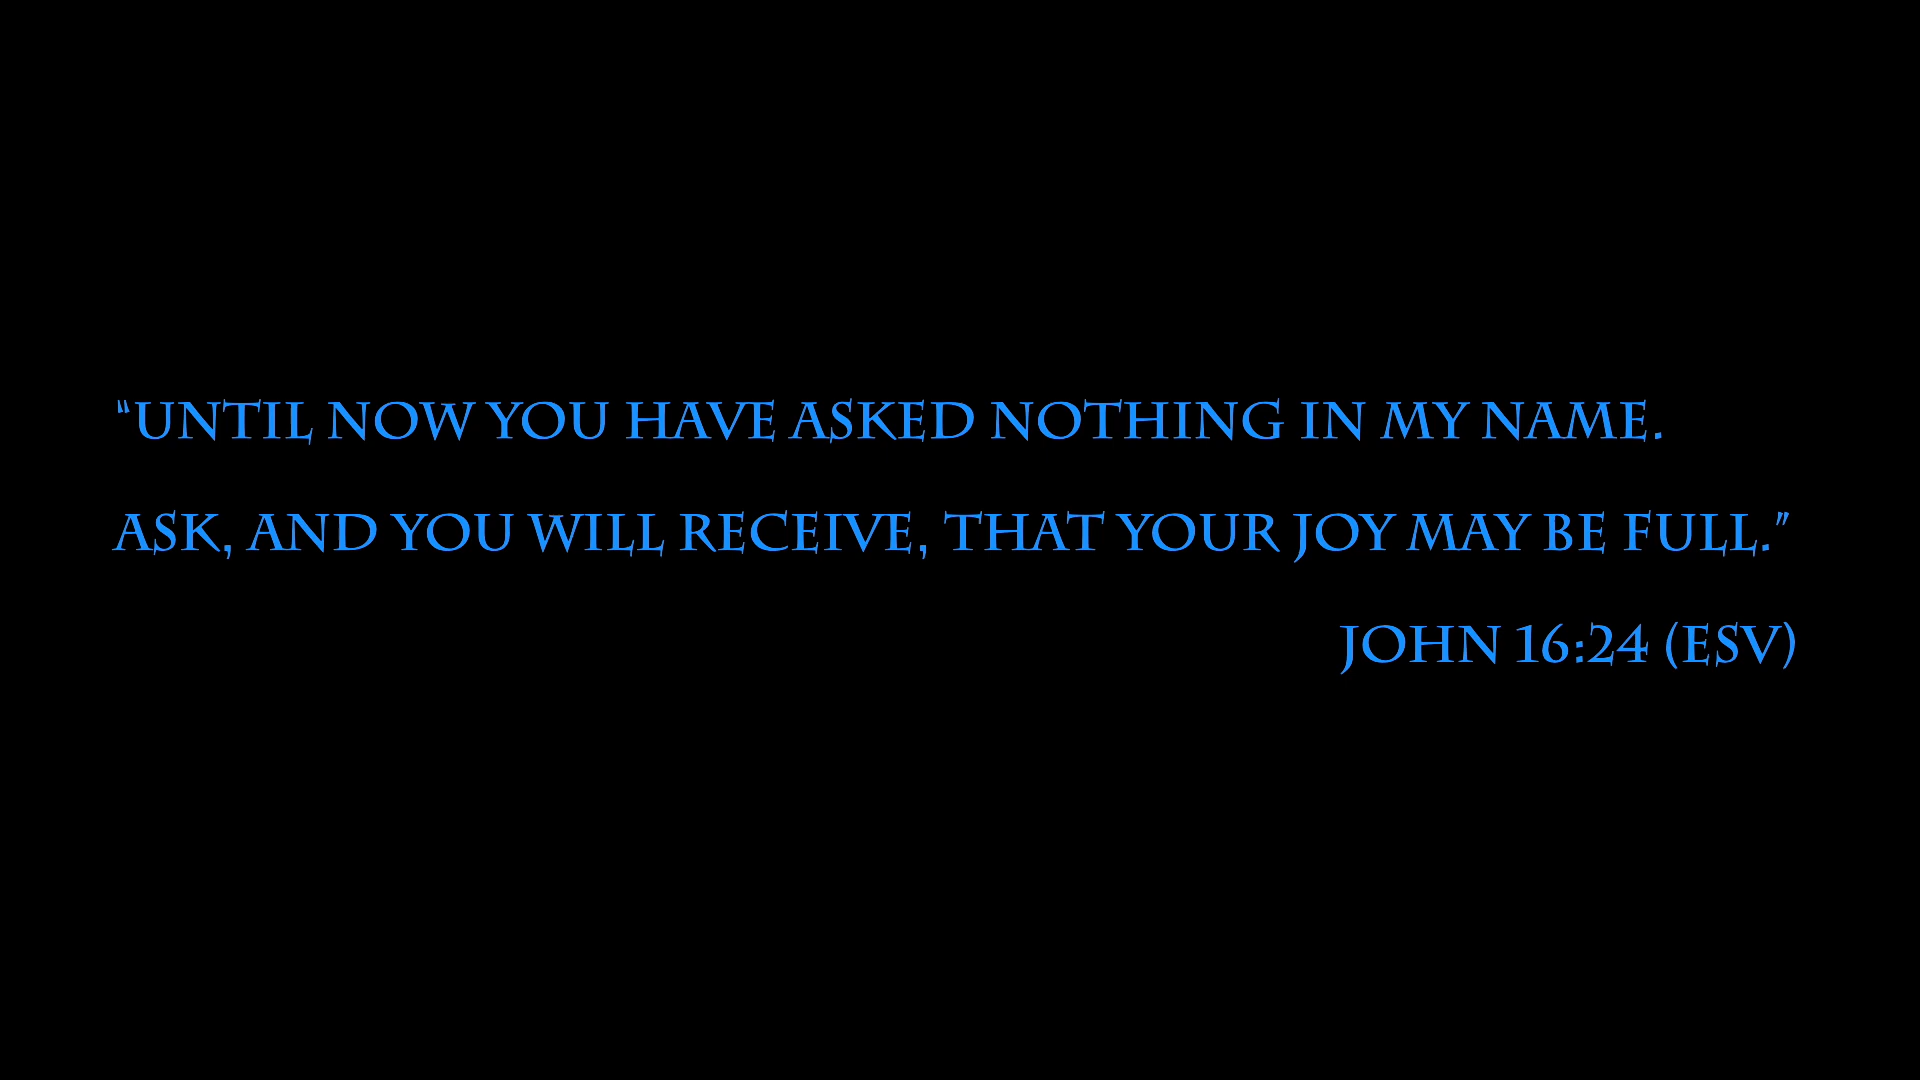 “UNTIL NOW YOU HAVE ASKED NOTHING IN MY NAME.
ASK, AND YOU WILL RECEIVE, THAT YOUR JOY MAY BE FULL.”
JOHN 16:24 (ESV)